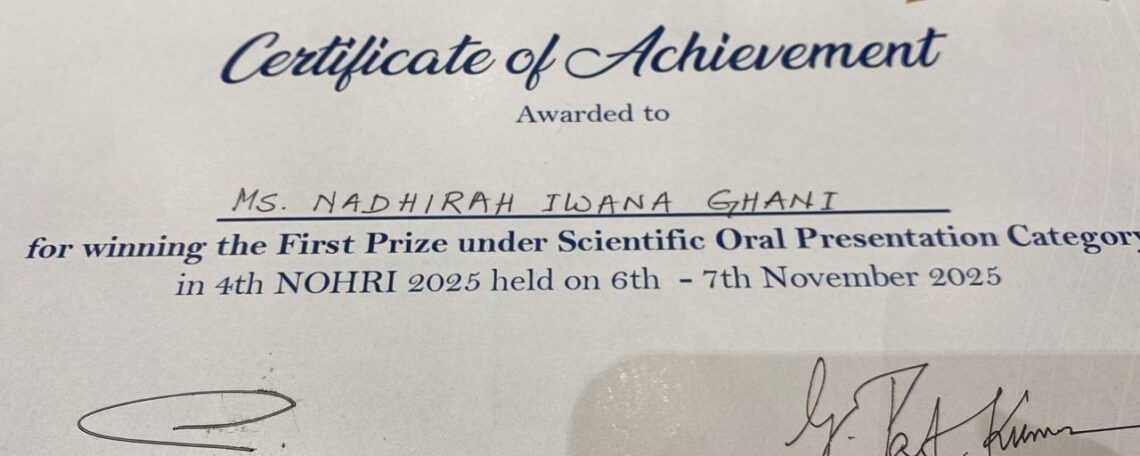 Certificate of Achievement
Awarded to
MS. NADHIRAH IWANA GHANI
for winning the First Prize under Scientific Oral Presentation Category
in 4th NOHRI 2025 held on 6th - 7th November 2025